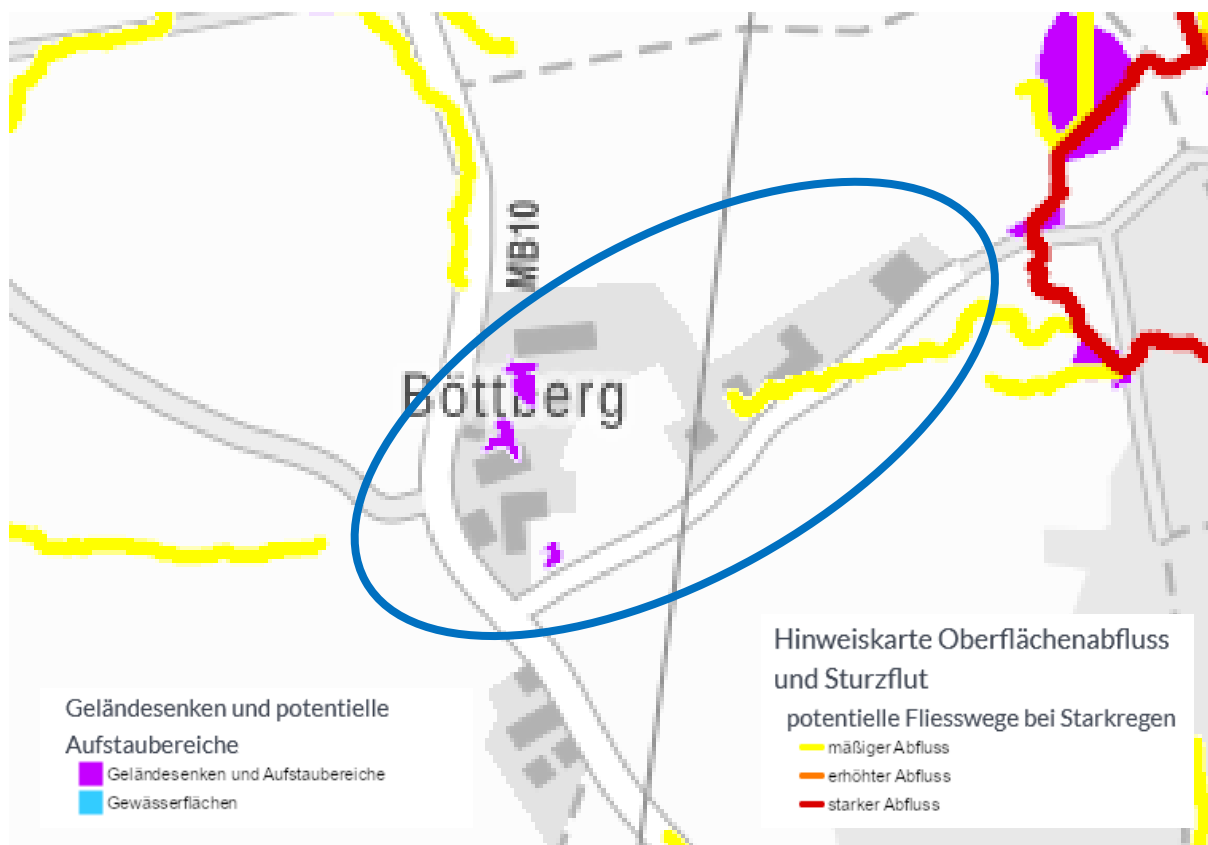 MB10
Böttberg
Hinweiskarte Oberflächenabfluss
und Sturzflut
potentielle Fliesswege bei Starkregen
mäßiger Abfluss
erhöhter Abfluss
starker Abfluss
Geländesenken und potentielle
Aufstaubereiche
Geländesenken und Aufstaubereiche
Gewässerflächen